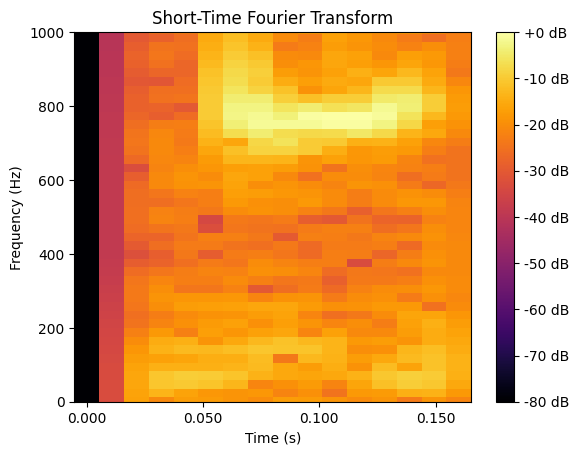 Short-Time Fourier Transform
1000
800
600
400
200
0
Frequency (Hz)
0.000
0.050
0.100
0.150
Time (s)
+0 dB
-10 dB
-20 dB
-30 dB
-40 dB
-50 dB
-60 dB
-70 dB
-80 dB